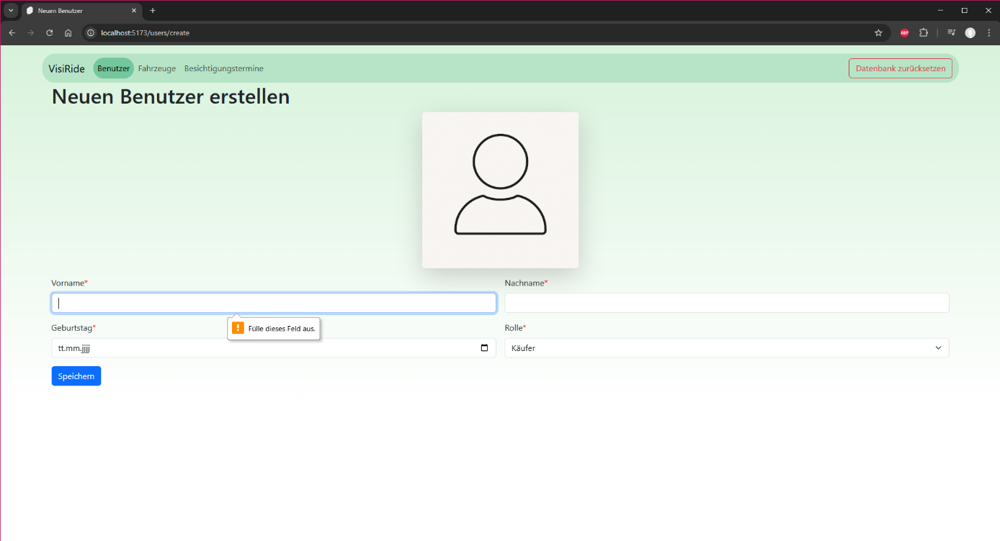 Neuen Benutzer
localhost:5173/users/create
ABP
VisiRide Benutzer Fahrzeuge Besichtigungstermine Datenbank zurücksetzen
Neuen Benutzer erstellen
Vorname* Nachname*
Fülle dieses Feld aus.
Geburtstag* Rolle*
tt.mm.jjjj Käufer
Speichern